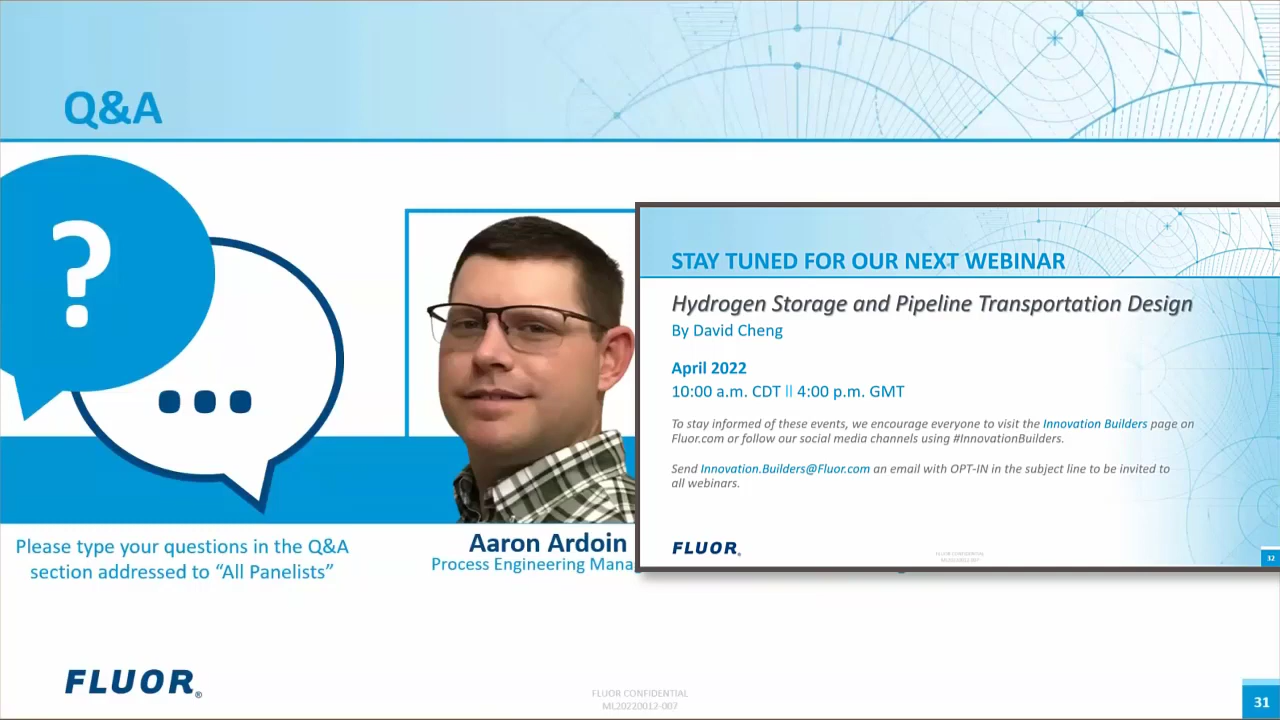 Q&A
?
Please type your questions in the Q&A
section addressed to “All Panelists”
Aaron Ardoin
Process Engineering Mana
STAY TUNED FOR OUR NEXT WEBINAR
Hydrogen Storage and Pipeline Transportation Design
By David Cheng
April 2022
10:00 a.m. CDT || 4:00 p.m. GMT
To stay informed of these events, we encourage everyone to visit the Innovation Builders page on
Fluor.com or follow our social media channels using #InnovationBuilders.
Send Innovation.Builders@Fluor.com an email with OPT-IN in the subject line to be invited to
all webinars.
FLUOR®
FLUOR CONFIDENTIAL
ML20220012-007
32
FLUOR®
FLUOR CONFIDENTIAL
ML20220012-007
31